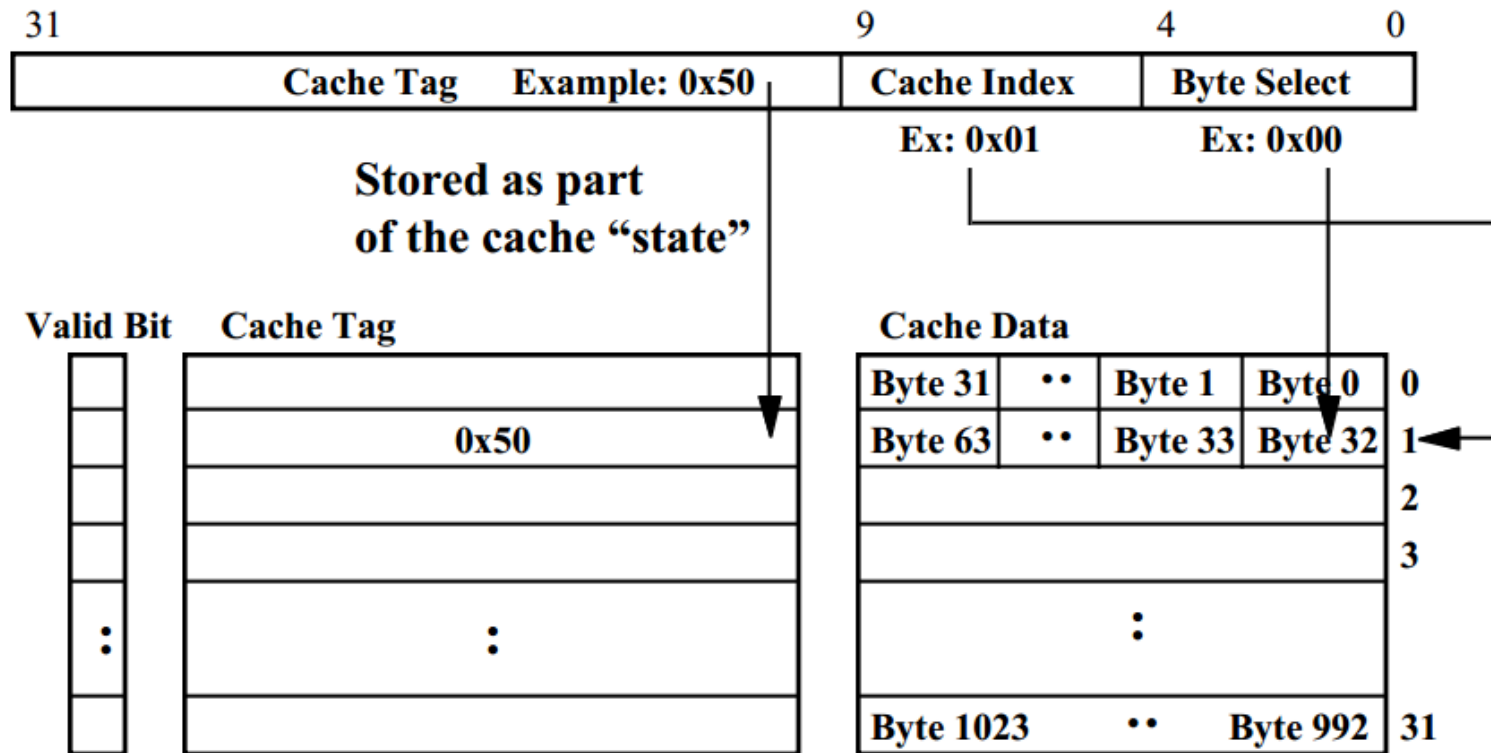 31 9 4 0
Cache Tag Example: 0x50 Cache Index Byte Select
Ex: 0x01 Ex: 0x00
Stored as part
of the cache “state”
Valid Bit Cache Tag Cache Data
Byte 31 •• Byte 1 Byte 0 0
0x50 Byte 63 •• Byte 33 Byte 32 1
2
3
: : :
Byte 1023 •• Byte 992 31